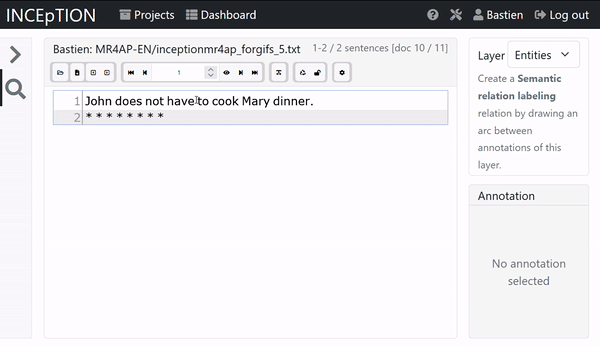 INCEpTION Projects Dashboard Bastien Log out
Bastien: MR4AP-EN/inceptionmr4ap_forgifs_5.txt 1-2 / 2 sentences [doc 10 / 11]
1
1 John does not have to cook Mary dinner.
2 * * * * * * * *
Layer Entities
Create a Semantic
relation labeling
relation by drawing an
arc between
annotations of this
layer.
Annotation
No annotation
selected